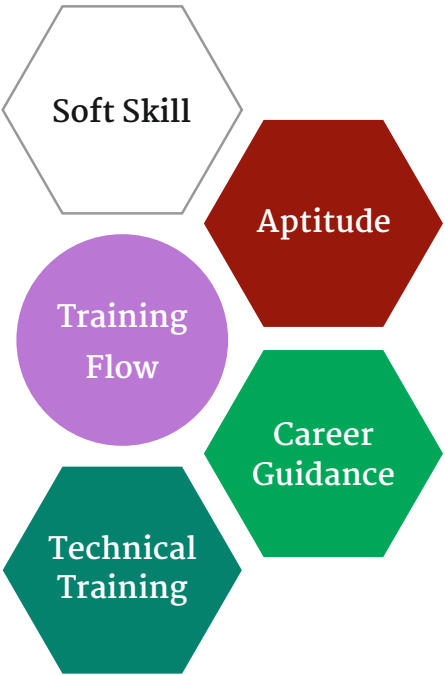 Soft Skill
Aptitude
Training
Flow
Career
Guidance
Technical
Training